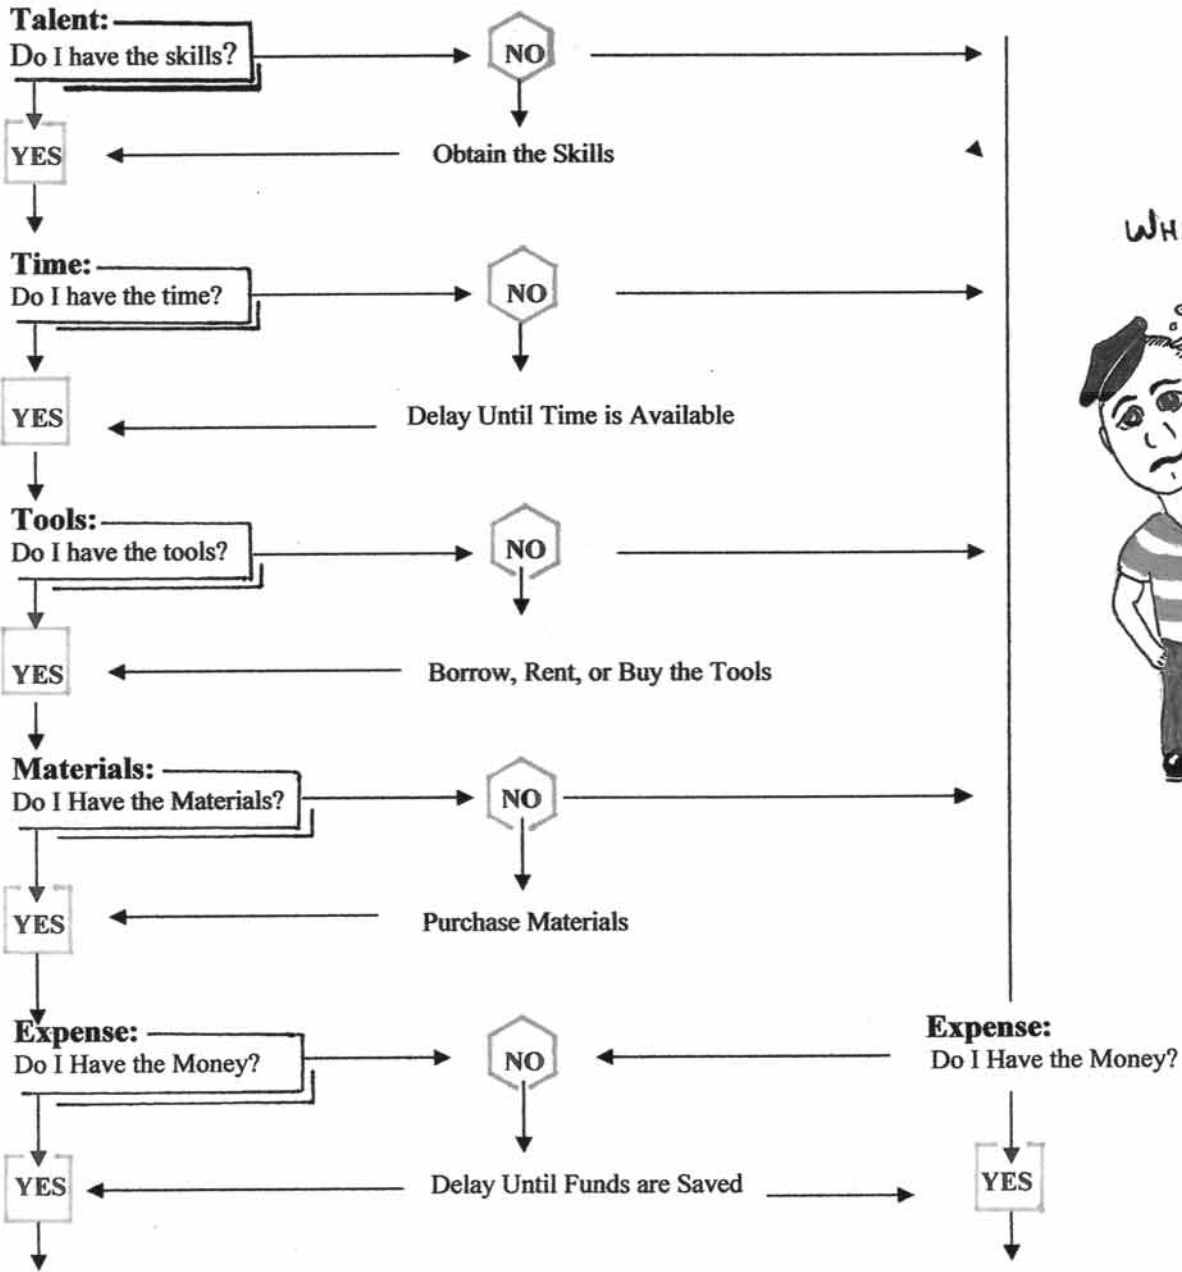 Talent:
Do I have the skills?
NO
YES
Obtain the Skills
Time:
Do I have the time?
NO
YES
Delay Until Time is Available
Tools:
Do I have the tools?
NO
YES
Borrow, Rent, or Buy the Tools
Materials:
Do I Have the Materials?
NO
YES
Purchase Materials
Expense:
Do I Have the Money?
NO
Expense:
Do I Have the Money?
YES
Delay Until Funds are Saved
YES